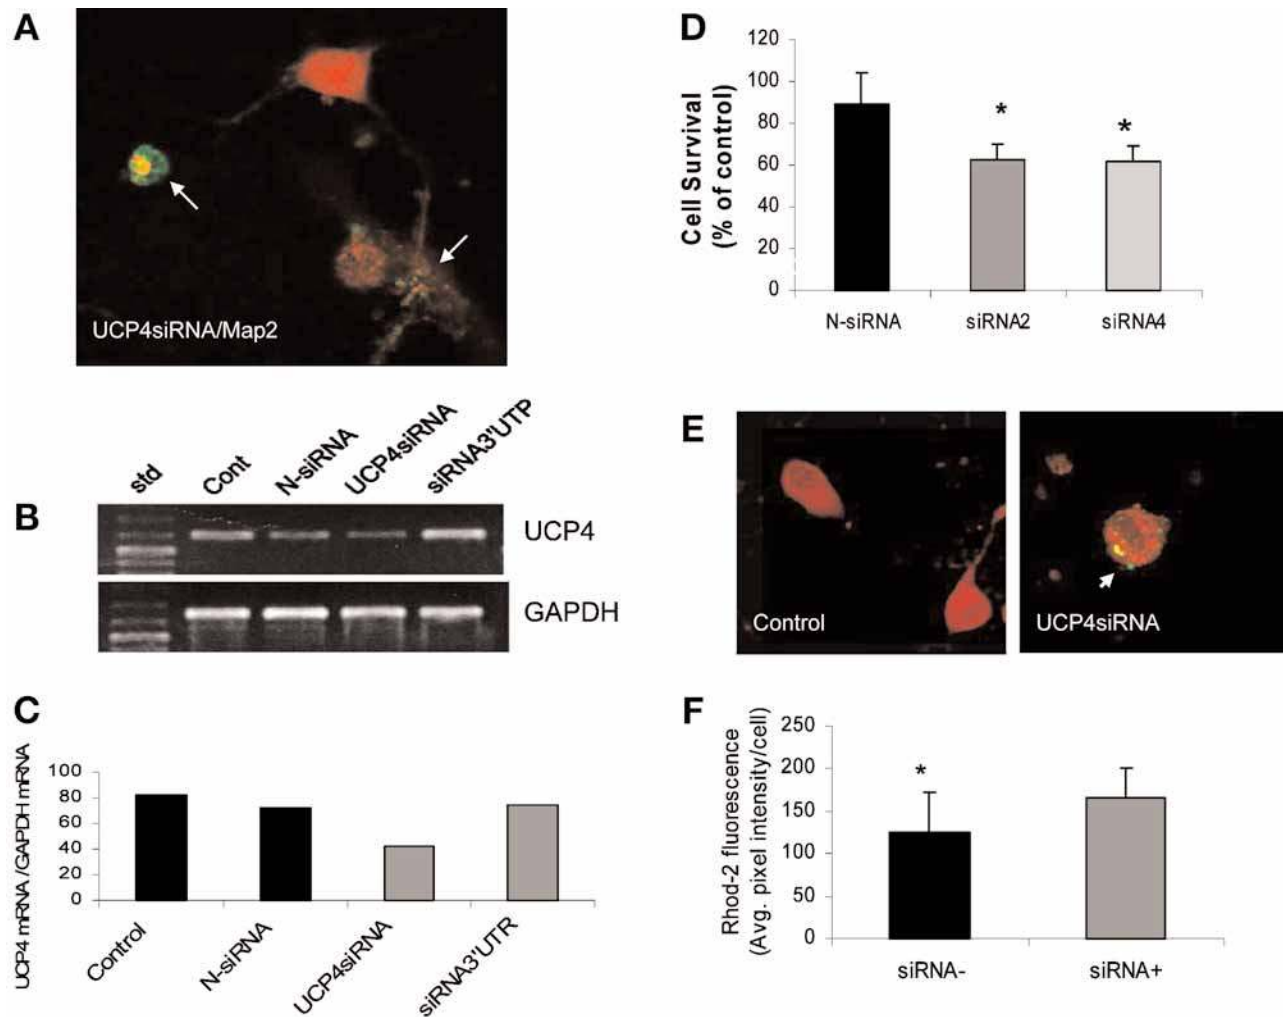 A
UCP4siRNA/Map2
B
std
Cont
N-siRNA
UCP4siRNA
siRNA3"UTP
UCP4
GAPDH
C
UCP4 mRNA /GAPDH mRNA
100
80
60
40
20
0
Control
N-siRNA
UCP4siRNA
siRNA3'UTR
D
Cell Survival
(% of control)
120
100
80
60
40
20
0
*
*
N-siRNA
siRNA2
siRNA4
E
Control
UCP4siRNA
F
Rhod-2 fluorescence
(Avg. pixel intensity/cell)
250
200
150
100
50
0
*
siRNA-
siRNA+